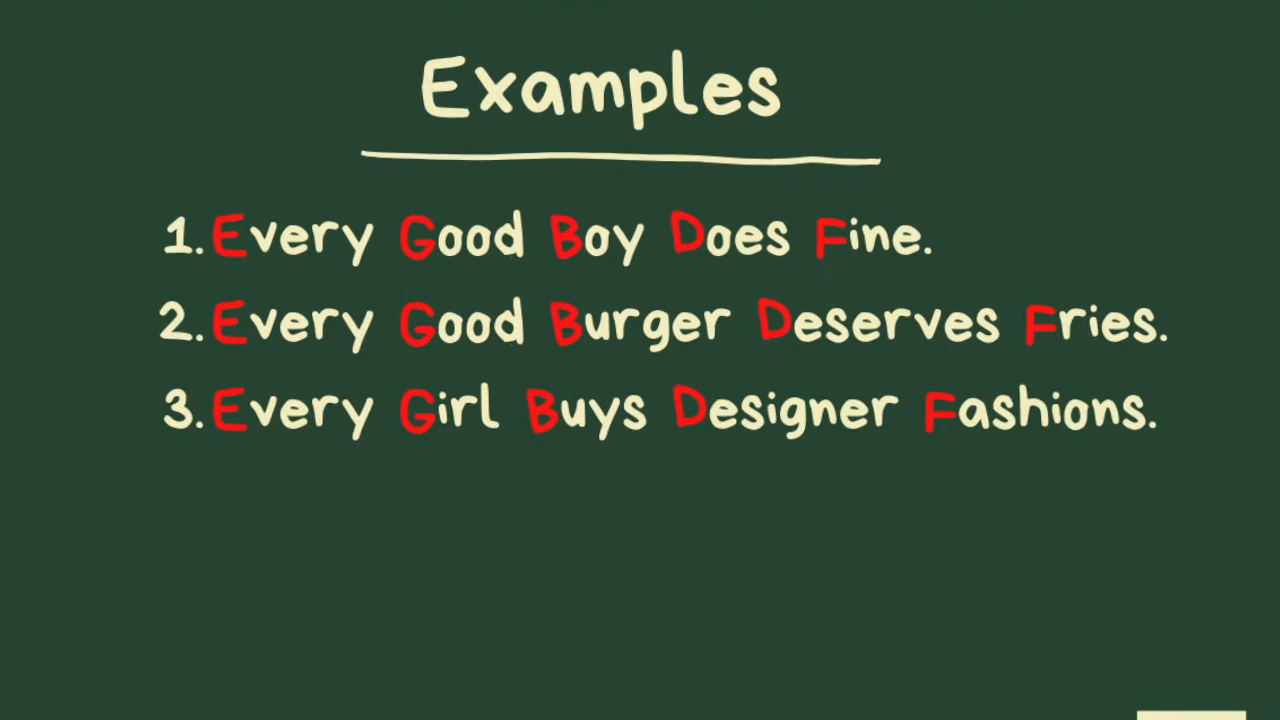 Examples
1. Every Good Boy Does Fine.
2. Every Good Burger Deserves Fries.
3. Every Girl Buys Designer Fashions.